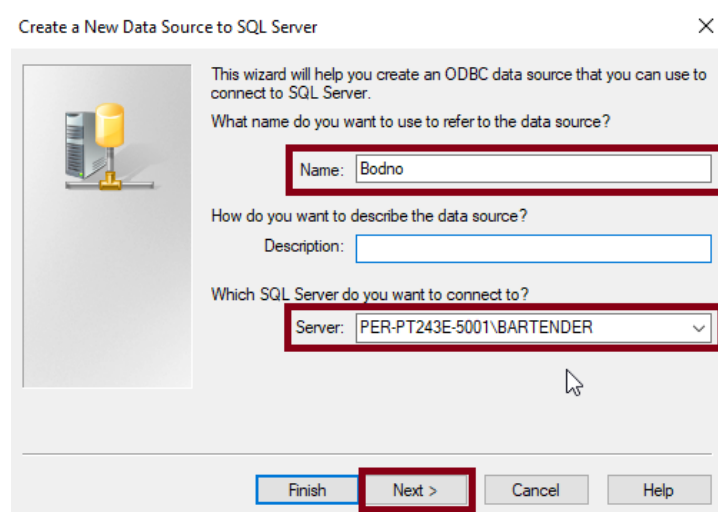 Create a New Data Source to SQL Server
This wizard will help you create an ODBC data source that you can use to
connect to SQL Server.
What name do you want to use to refer to the data source?
Name: Bodno
How do you want to describe the data source?
Description:
Which SQL Server do you want to connect to?
Server: PER-PT243E-5001\BARTENDER
Finish Next > Cancel Help